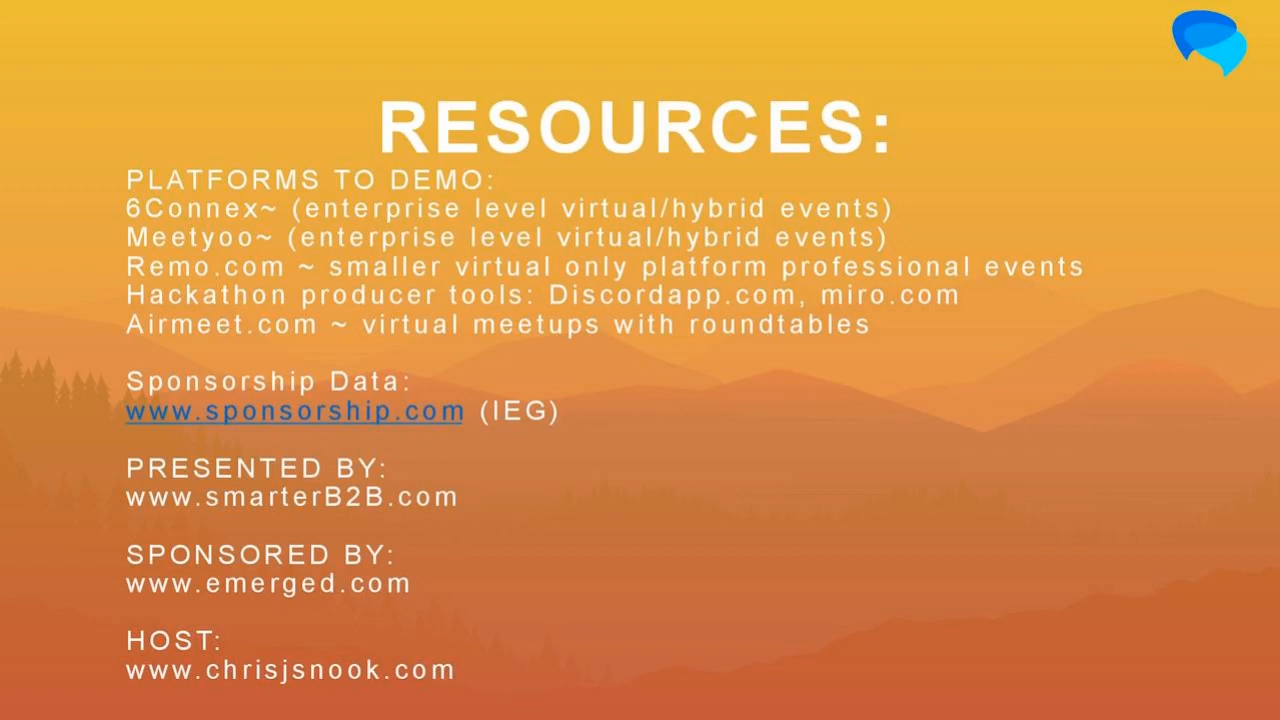 RESOURCES:
PLATFORMS TO DEMO:
6Connex~ (enterprise level virtual/hybrid events)
Meetyoo~ (enterprise level virtual/hybrid events)
Remo.com ~ smaller virtual only platform professional events
Hackathon producer tools: Discordapp.com, miro.com
Airmeet.com ~ virtual meetups with roundtables
Sponsorship Data:
www.sponsorship.com (IEG)
PRESENTED BY:
www.smarterB2B.com
SPONSORED BY:
www.emerged.com
HOST:
www.chrisjsnook.com